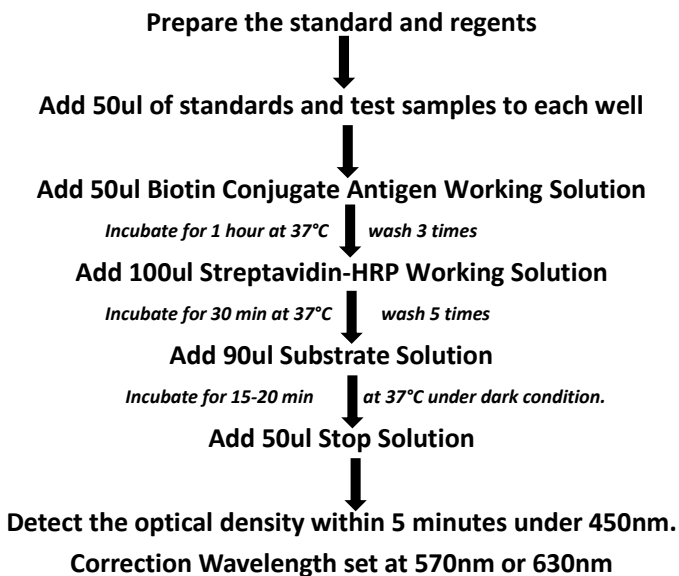 Prepare the standard and regents
Add 50ul of standards and test samples to each well
Add 50ul Biotin Conjugate Antigen Working Solution
Incubate for 1 hour at 37°C wash 3 times
Add 100ul Streptavidin-HRP Working Solution
Incubate for 30 min at 37°C wash 5 times
Add 90ul Substrate Solution
Incubate for 15-20 min at 37°C under dark condition.
Add 50ul Stop Solution
Detect the optical density within 5 minutes under 450nm.
Correction Wavelength set at 570nm or 630nm